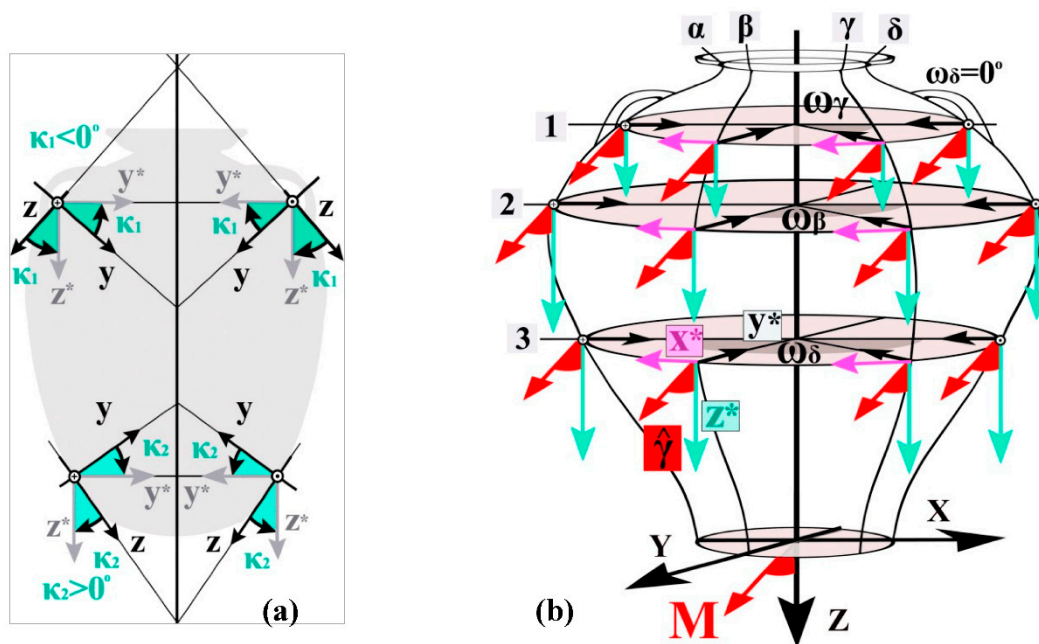 κ₁<0°
y* y*
z z
κ₁ κ₁
κ₁ y y κ₁
z* z*
y y
κ₂ κ₂
y* y*
z* z z*
κ₂ κ₂
κ₂>0°
(a)
α β γ δ
ω𝛿=0°
ωγ
1
2
ωβ
3
x* y*
ωδ
z*
γ̂
X
Y
M
Z
(b)